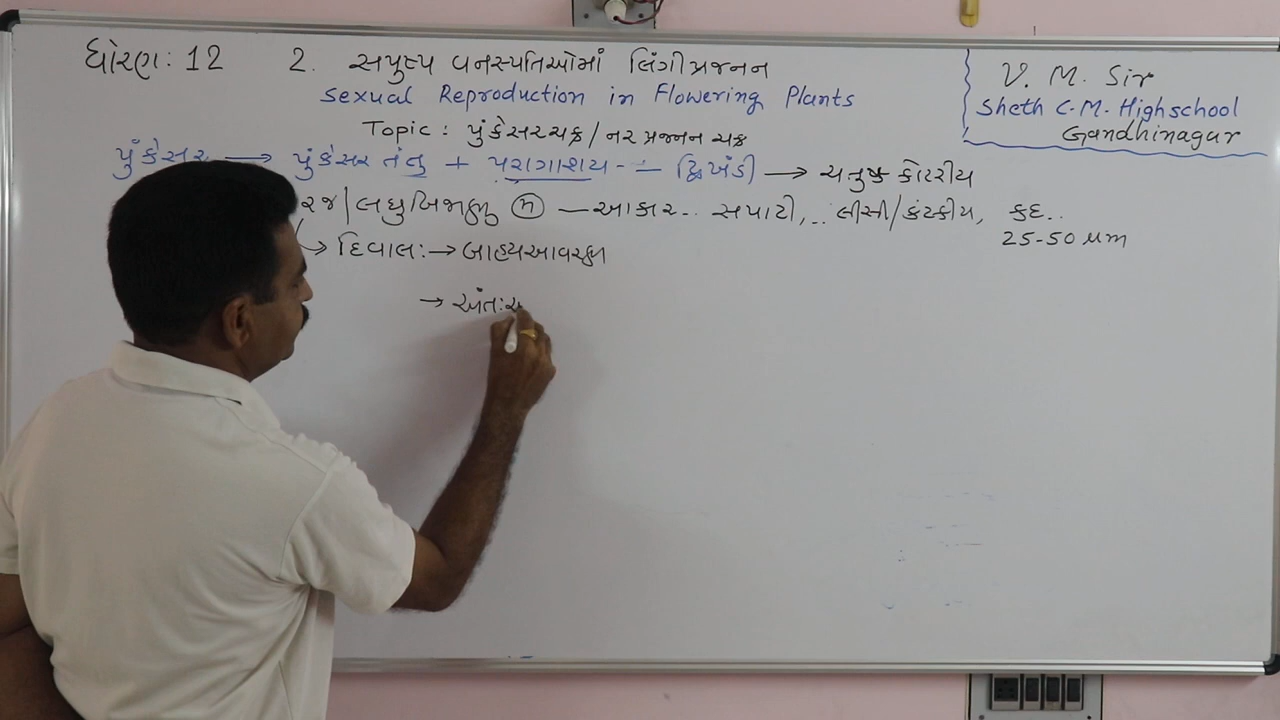 ધોરણ: 12 2. સપુષ્પ વનસ્પતિઓમાં લિંગીપ્રજનન
Sexual Reproduction in Flowering Plants
Topic: પુંકેસરચક્ર/નર પ્રજનન ચક્ર
V. M. Sir
Sheth C.M. Highschool
Gandhinagar
પુંકેસર → પુંકેસર તંતુ + પરાગાશય -- દ્વિખંડી → ચતુષ્ક કોટરીય
રજ/લઘુબિજાણુ (n) — આકાર.. સપાટી, .. લીસી/કંટકીય, કદ..
25-50 μm
→ દિવાલ: → બાહ્યઆવરણ
→ અંત:આ